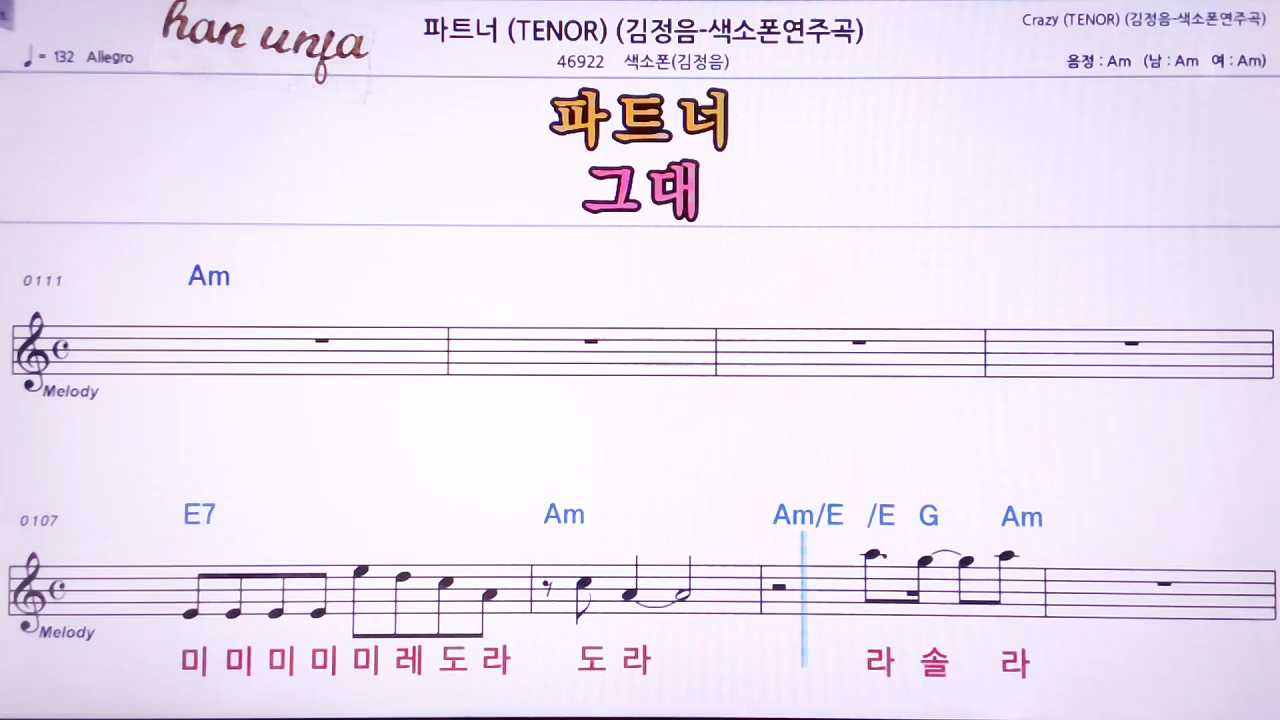 han unja
파트너 (TENOR) (김정음-색소폰연주곡)
Crazy (TENOR) (김정음-색소폰연주곡)
= 132 Allegro
46922 색소폰(김정음)
음정 : Am (남 : Am 여 : Am)
파트너
그대
0111 Am
Melody
0107 E7 Am Am/E /E G Am
Melody
미 미 미 미 미 레 도 라 도 라 라 솔 라